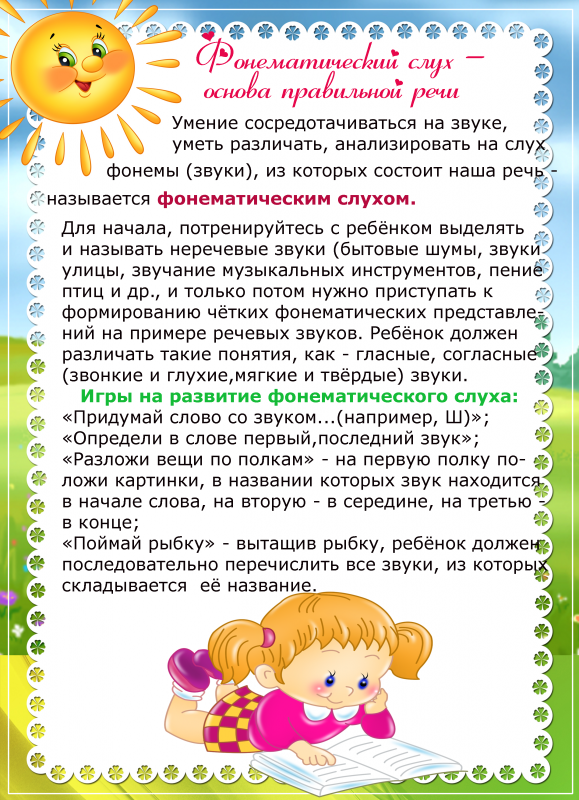 Фонематический слух –
основа правильной речи
Умение сосредотачиваться на звуке,
уметь различать, анализировать на слух
фонемы (звуки), из которых состоит наша речь -
называется фонематическим слухом.
Для начала, потренируйтесь с ребёнком выделять
и называть неречевые звуки (бытовые шумы, звуки
улицы, звучание музыкальных инструментов, пение
птиц и др., и только потом нужно приступать к
формированию чётких фонематических представле-
ний на примере речевых звуков. Ребёнок должен
различать такие понятия, как - гласные, согласные
(звонкие и глухие,мягкие и твёрдые) звуки.
Игры на развитие фонематического слуха:
«Придумай слово со звуком...(например, Ш)»;
«Определи в слове первый,последний звук»;
«Разложи вещи по полкам» - на первую полку по-
ложи картинки, в названии которых звук находится
в начале слова, на вторую - в середине, на третью -
в конце;
«Поймай рыбку» - вытащив рыбку, ребёнок должен
последовательно перечислить все звуки, из которых
складывается её название.